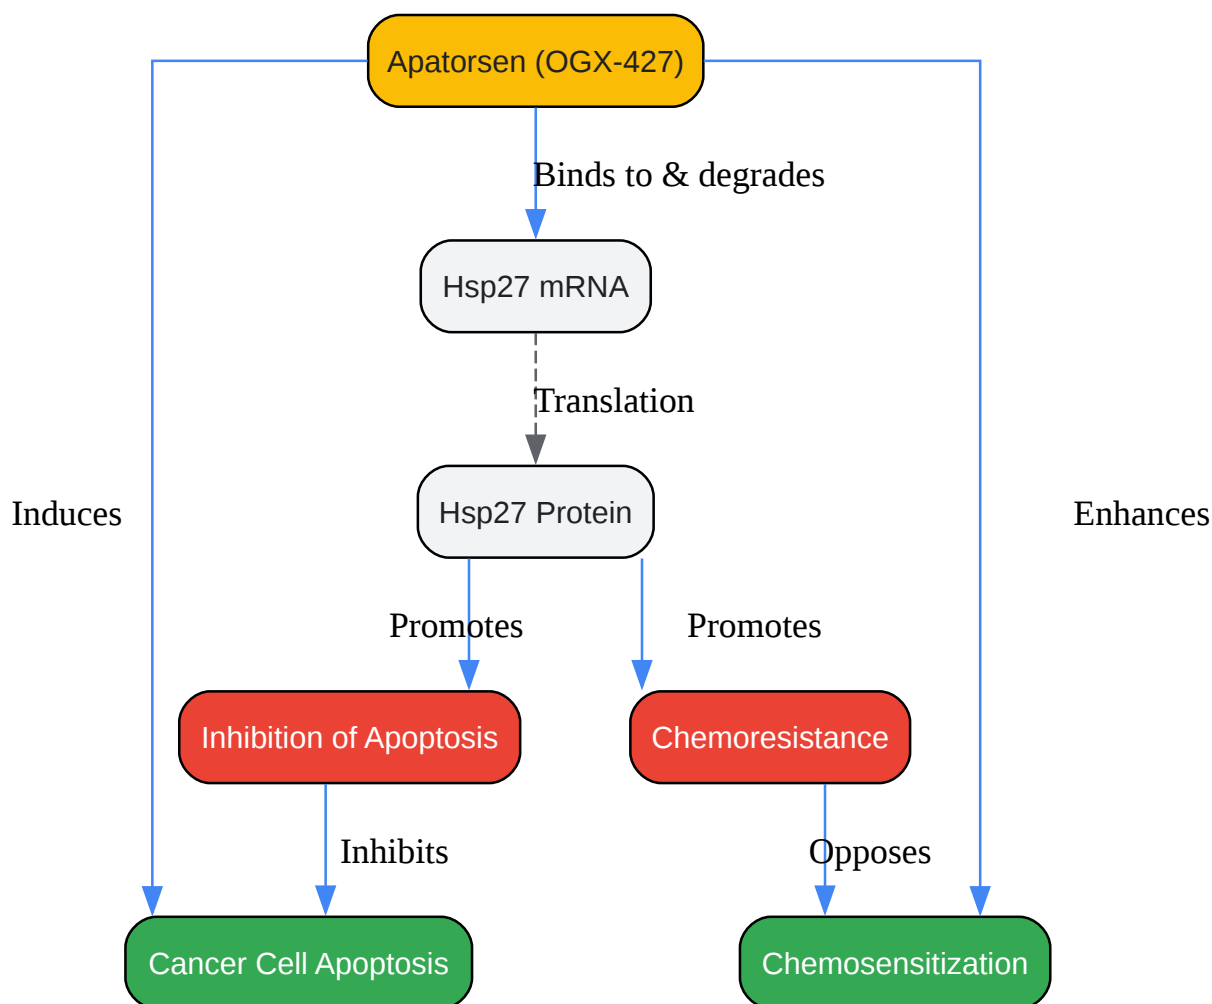 Apatorsen (OGX-427)
Binds to & degrades
Hsp27 mRNA
Translation
Hsp27 Protein
Induces
Enhances
Promotes
Promotes
Inhibition of Apoptosis
Chemoresistance
Inhibits
Opposes
Cancer Cell Apoptosis
Chemosensitization